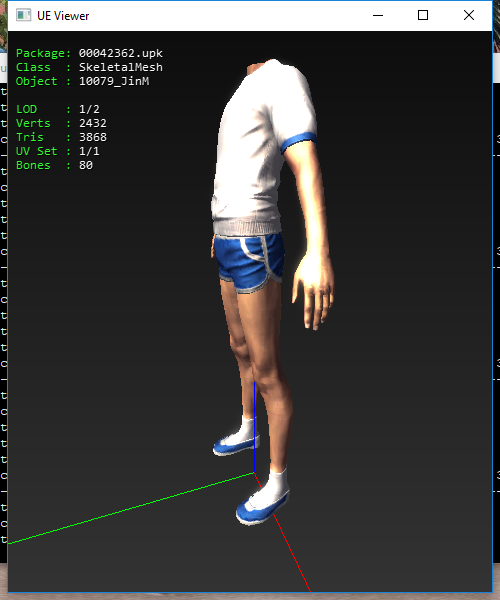 UE Viewer
Package: 00042362.upk
Class  : SkeletalMesh
Object : 10079_JinM
LOD    : 1/2
Verts  : 2432
Tris   : 3868
UV Set : 1/1
Bones  : 80